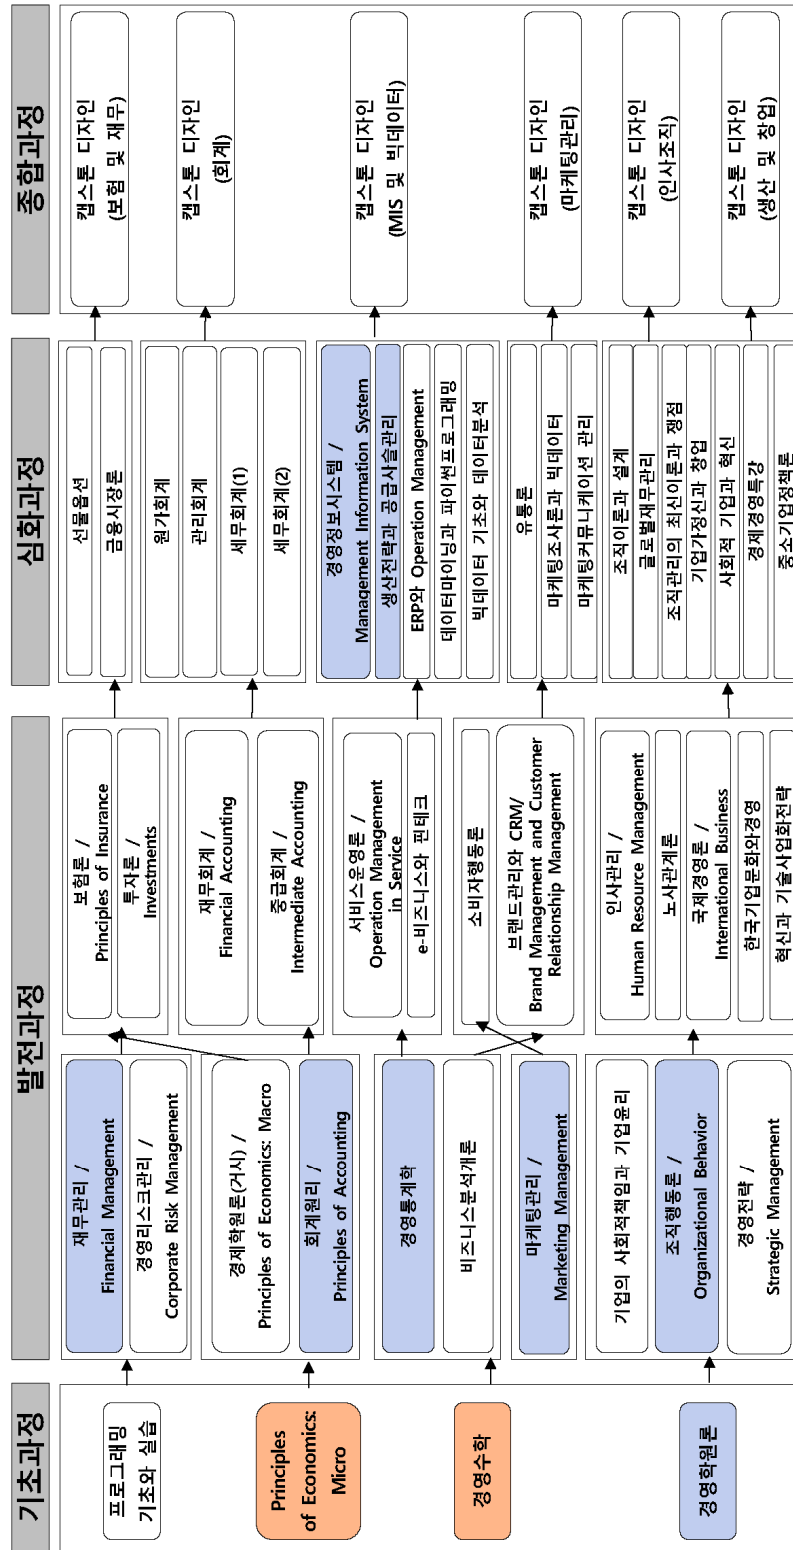 기초과정
프로그래밍
기초와 실습
Principles
of Economics:
Micro
경영수학
경영학원론
발전과정
재무관리 /
Financial Management
경영리스크관리 /
Corporate Risk Management
경제학원론(거시) /
Principles of Economics: Macro
회계원리 /
Principles of Accounting
경영통계학
비즈니스분석개론
마케팅관리 /
Marketing Management
기업의 사회적책임과 기업윤리
조직행동론 /
Organizational Behavior
경영전략 /
Strategic Management
보험론 /
Principles of Insurance
투자론 /
Investments
재무회계 /
Financial Accounting
중급회계 /
Intermediate Accounting
서비스운영론 /
Operation Management
in Service
e-비즈니스와 핀테크
소비자행동론
브랜드관리와 CRM/
Brand Management and Customer
Relationship Management
인사관리 /
Human Resource Management
노사관계론
국제경영론 /
International Business
한국기업문화와경영
혁신과 기술사업화전략
심화과정
선물옵션
금융시장론
원가회계
관리회계
세무회계(1)
세무회계(2)
경영정보시스템 /
Management Information System
생산전략과 공급사슬관리
ERP와 Operation Management
데이터마이닝과 파이썬프로그래밍
빅데이터 기초와 데이터분석
유통론
마케팅조사론과 빅데이터
마케팅커뮤니케이션 관리
조직이론과 설계
글로벌재무관리
조직관리의 최신이론과 쟁점
기업가정신과 창업
사회적 기업과 혁신
경제경영특강
중소기업정책론
종합과정
캡스톤 디자인
(보험 및 재무)
캡스톤 디자인
(회계)
캡스톤 디자인
(MIS 및 빅데이터)
캡스톤 디자인
(마케팅관리)
캡스톤 디자인
(인사조직)
캡스톤 디자인
(생산 및 창업)